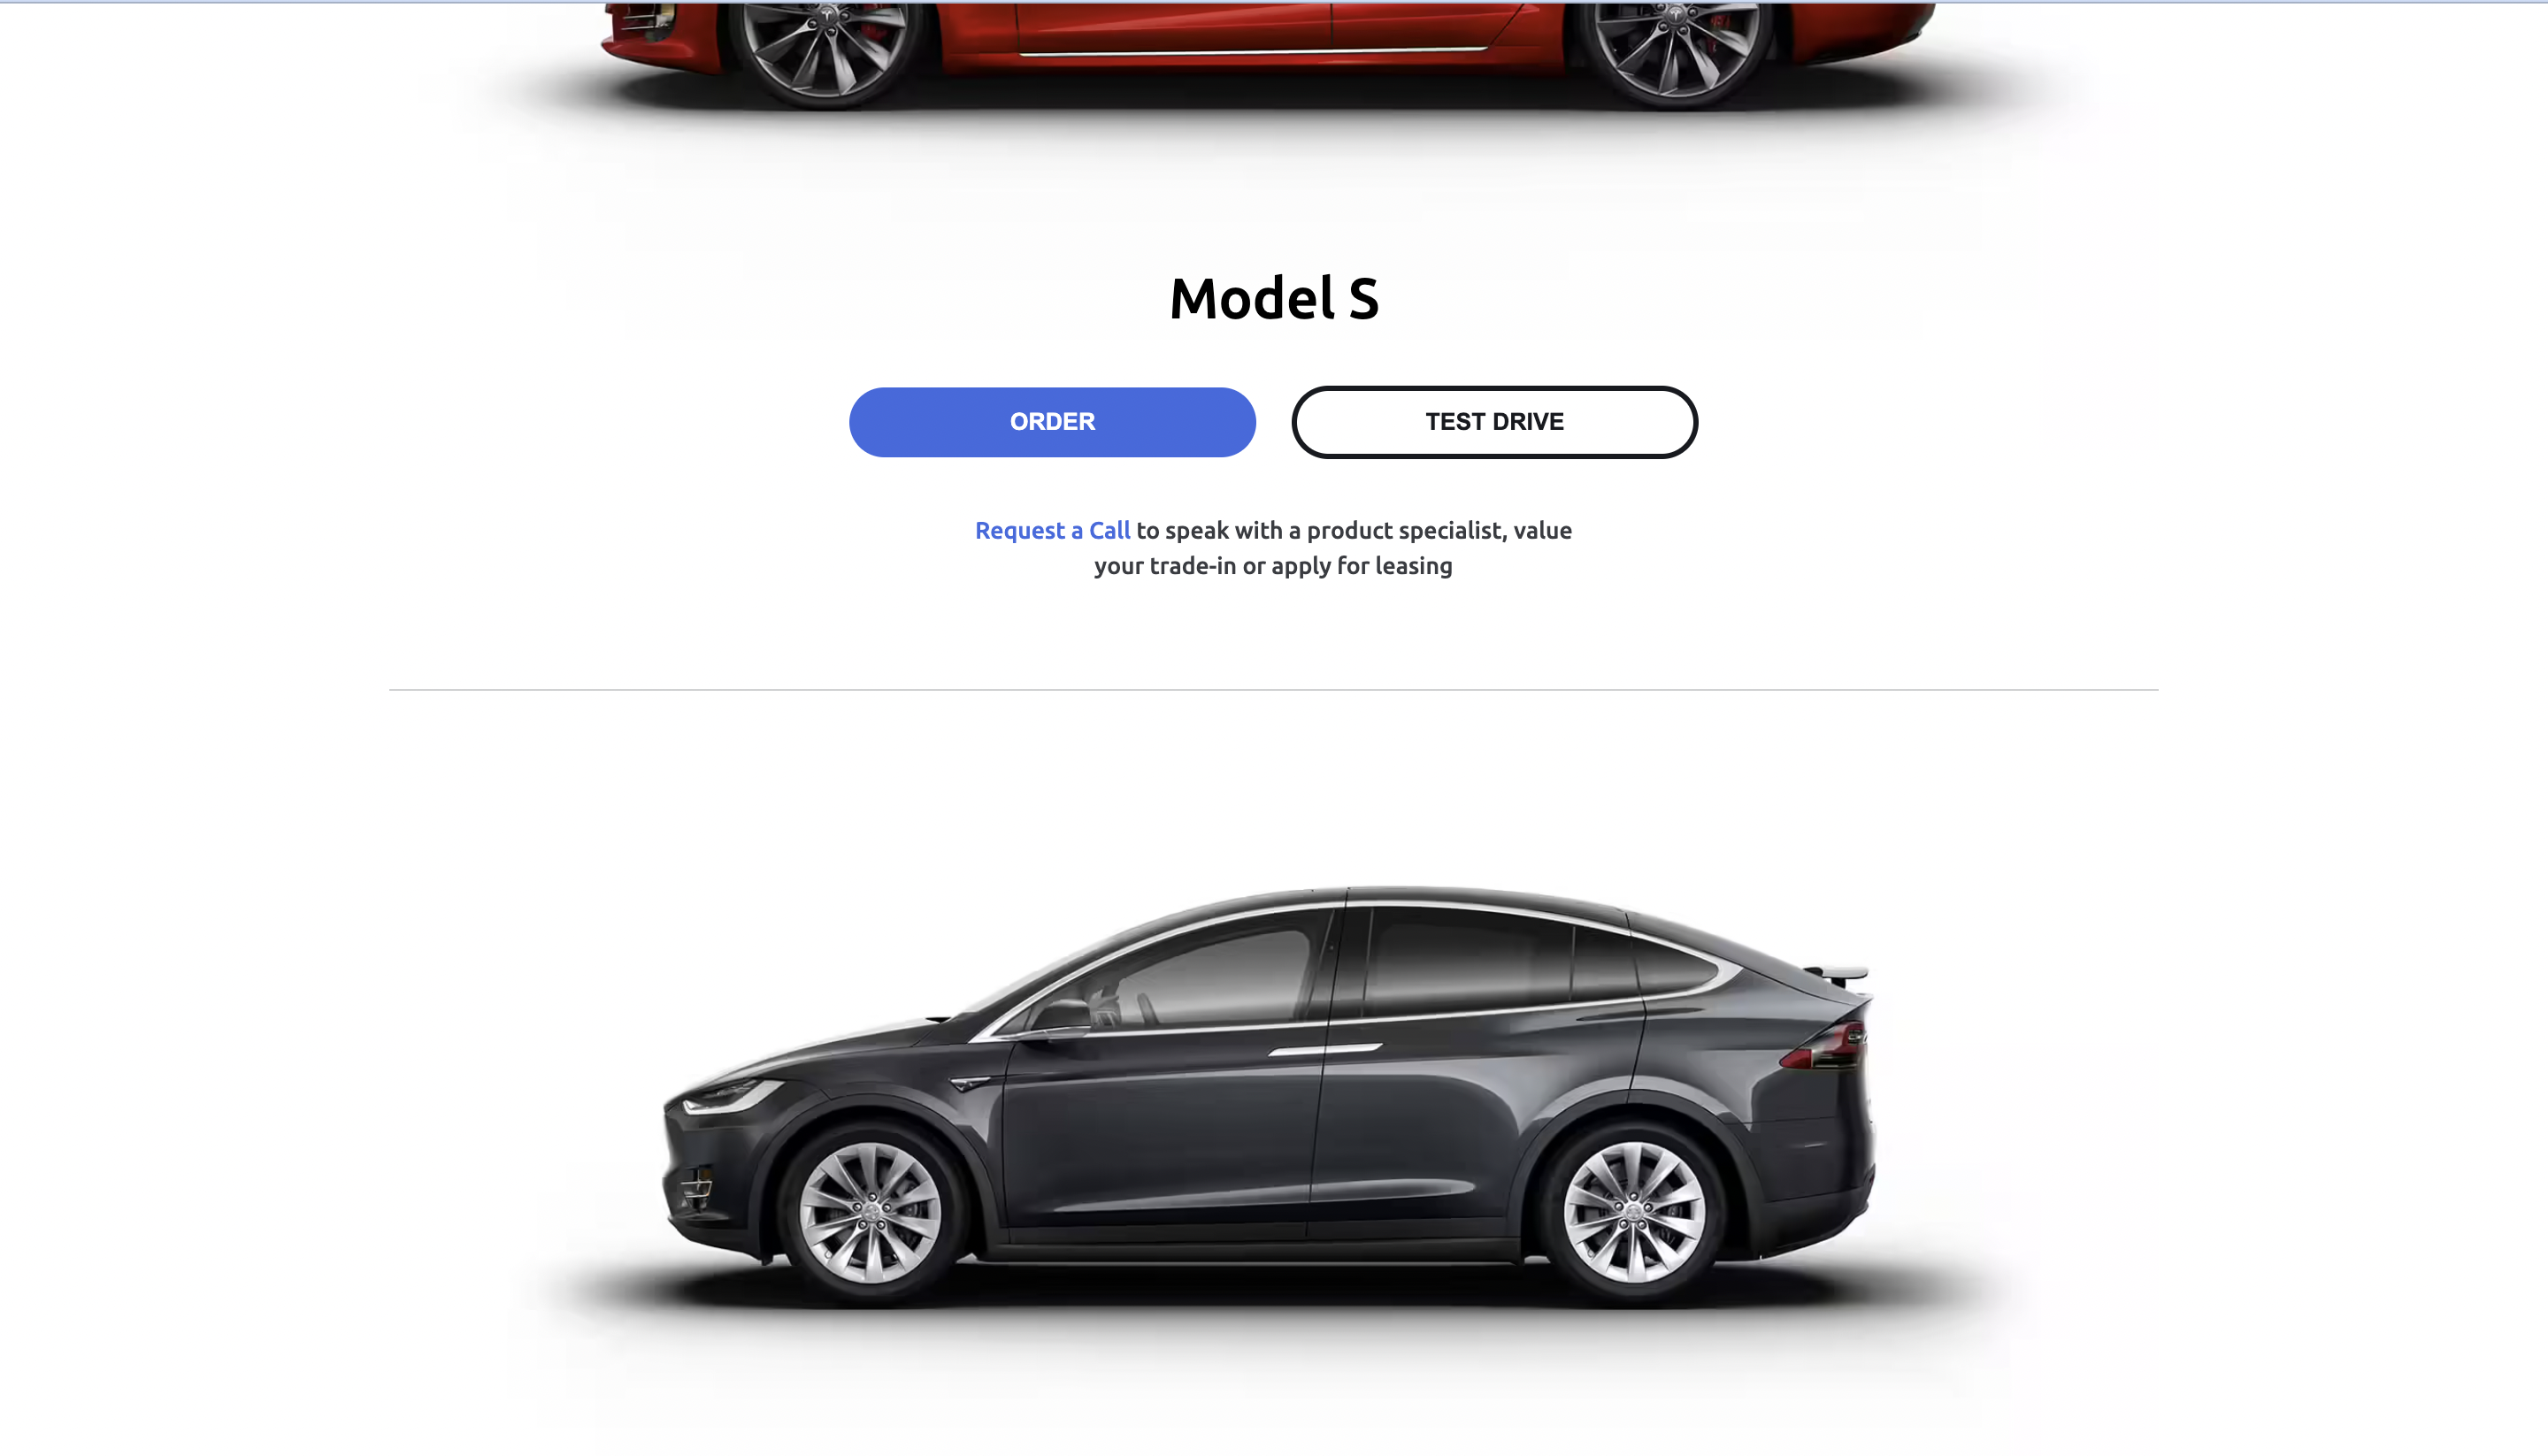 Model S
ORDER
TEST DRIVE
Request a Call to speak with a product specialist, value
your trade-in or apply for leasing